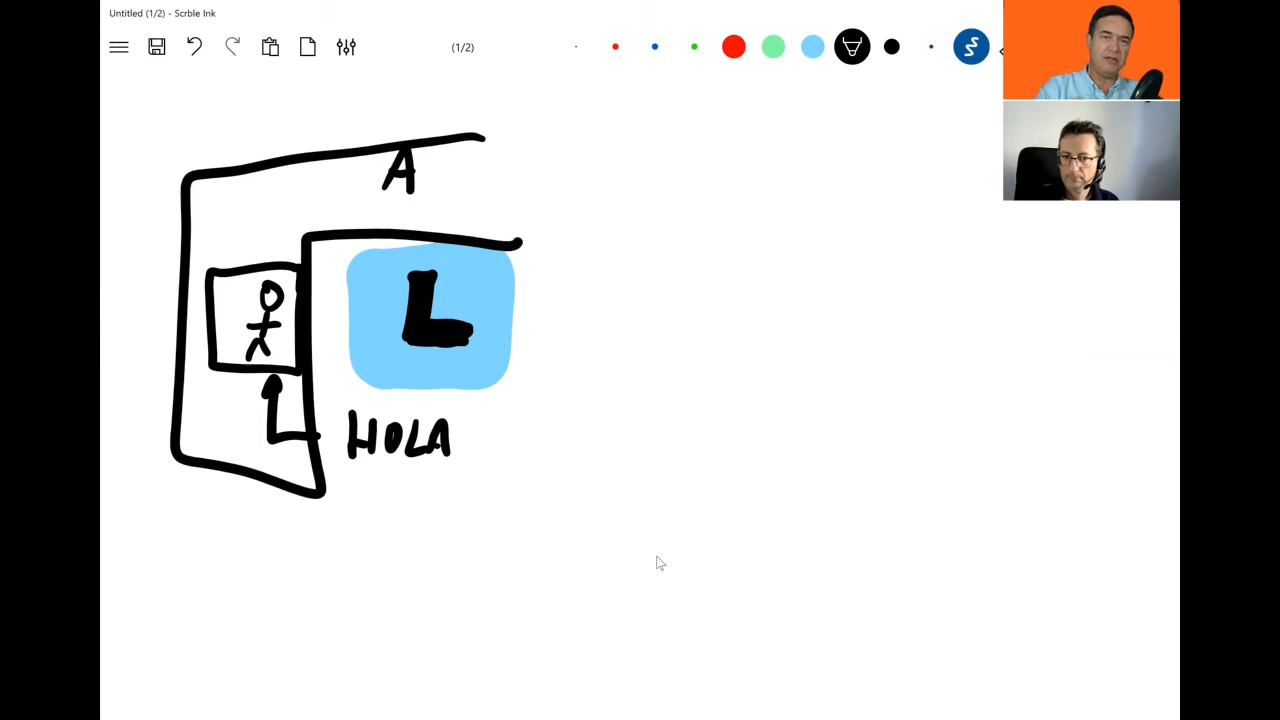 Untitled (1/2) - Scrble Ink
(1/2)
A
L
HOLA